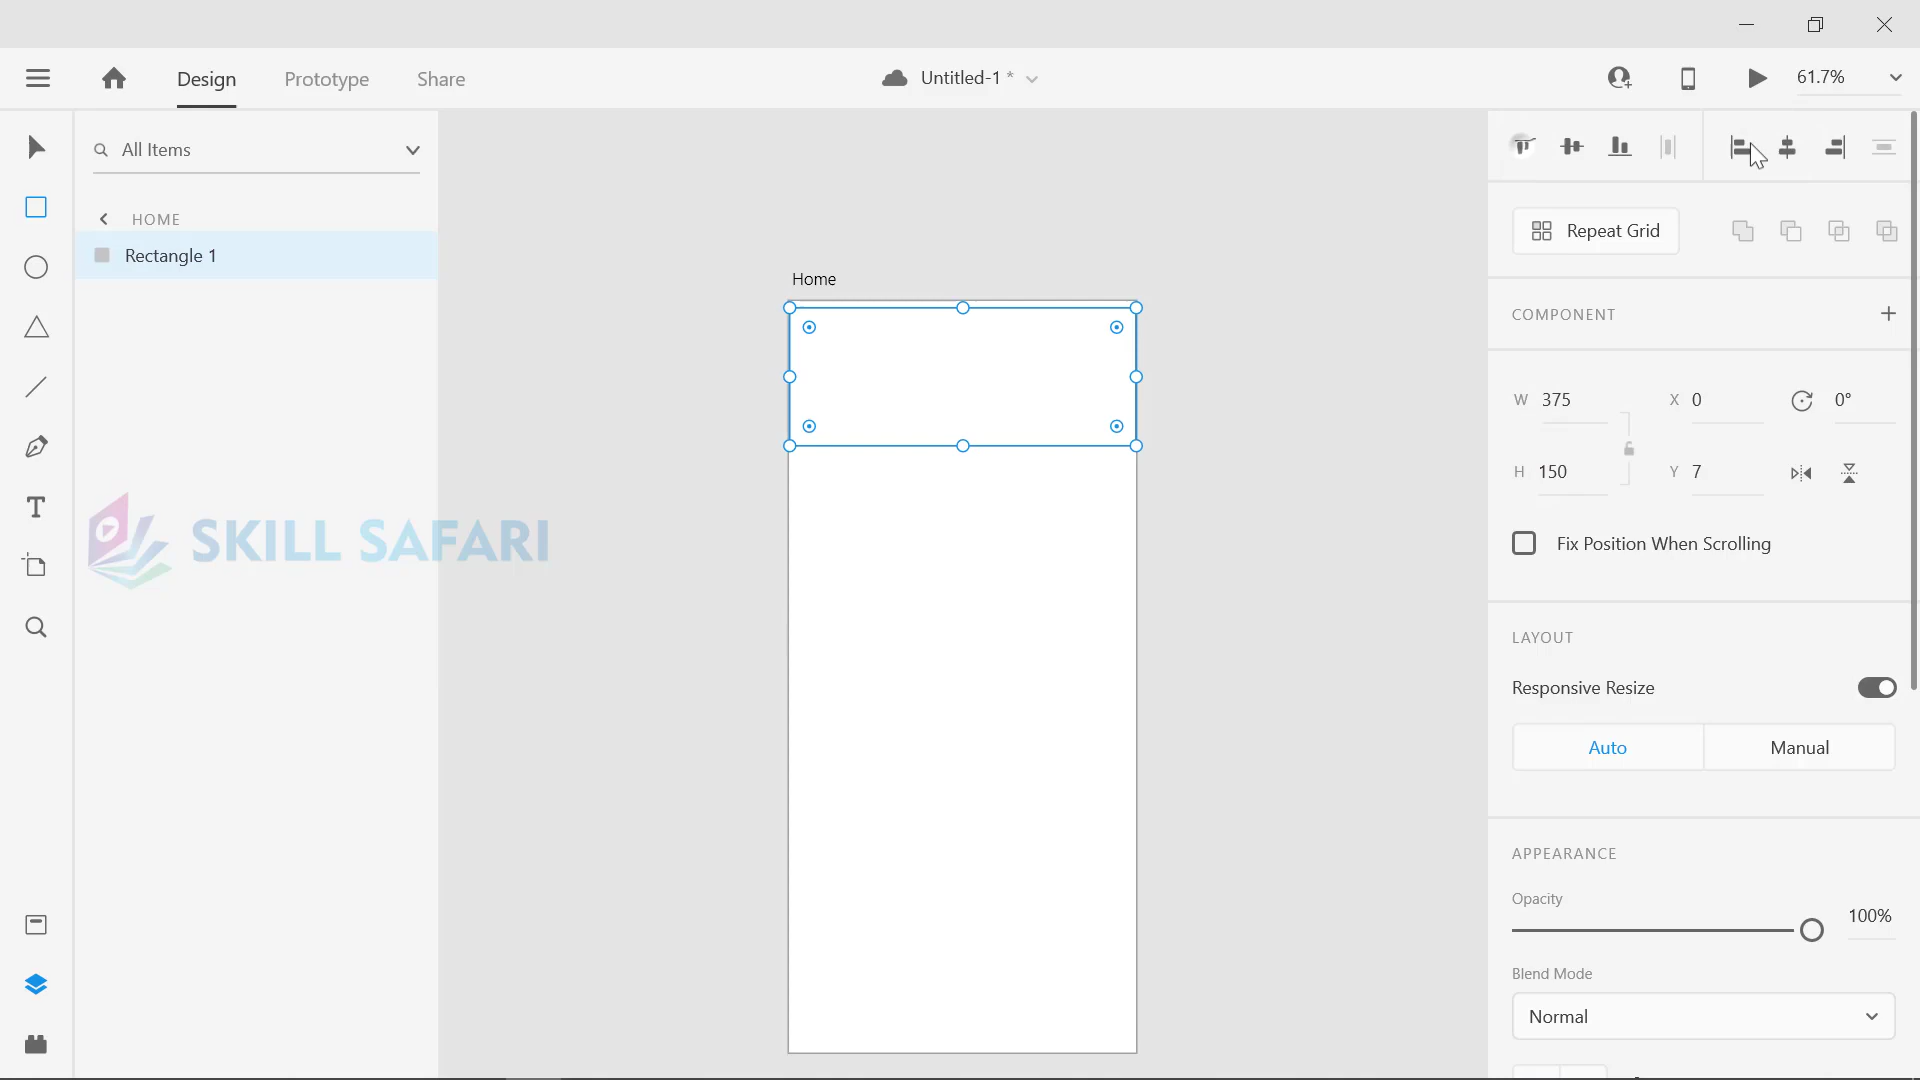 Design
Prototype
Share
Untitled-1 *
61.7%
All Items
HOME
Rectangle 1
SKILL SAFARI
Home
Repeat Grid
COMPONENT
W 375
X 0
0°
H 150
Y 7
Fix Position When Scrolling
LAYOUT
Responsive Resize
Auto
Manual
APPEARANCE
Opacity
100%
Blend Mode
Normal